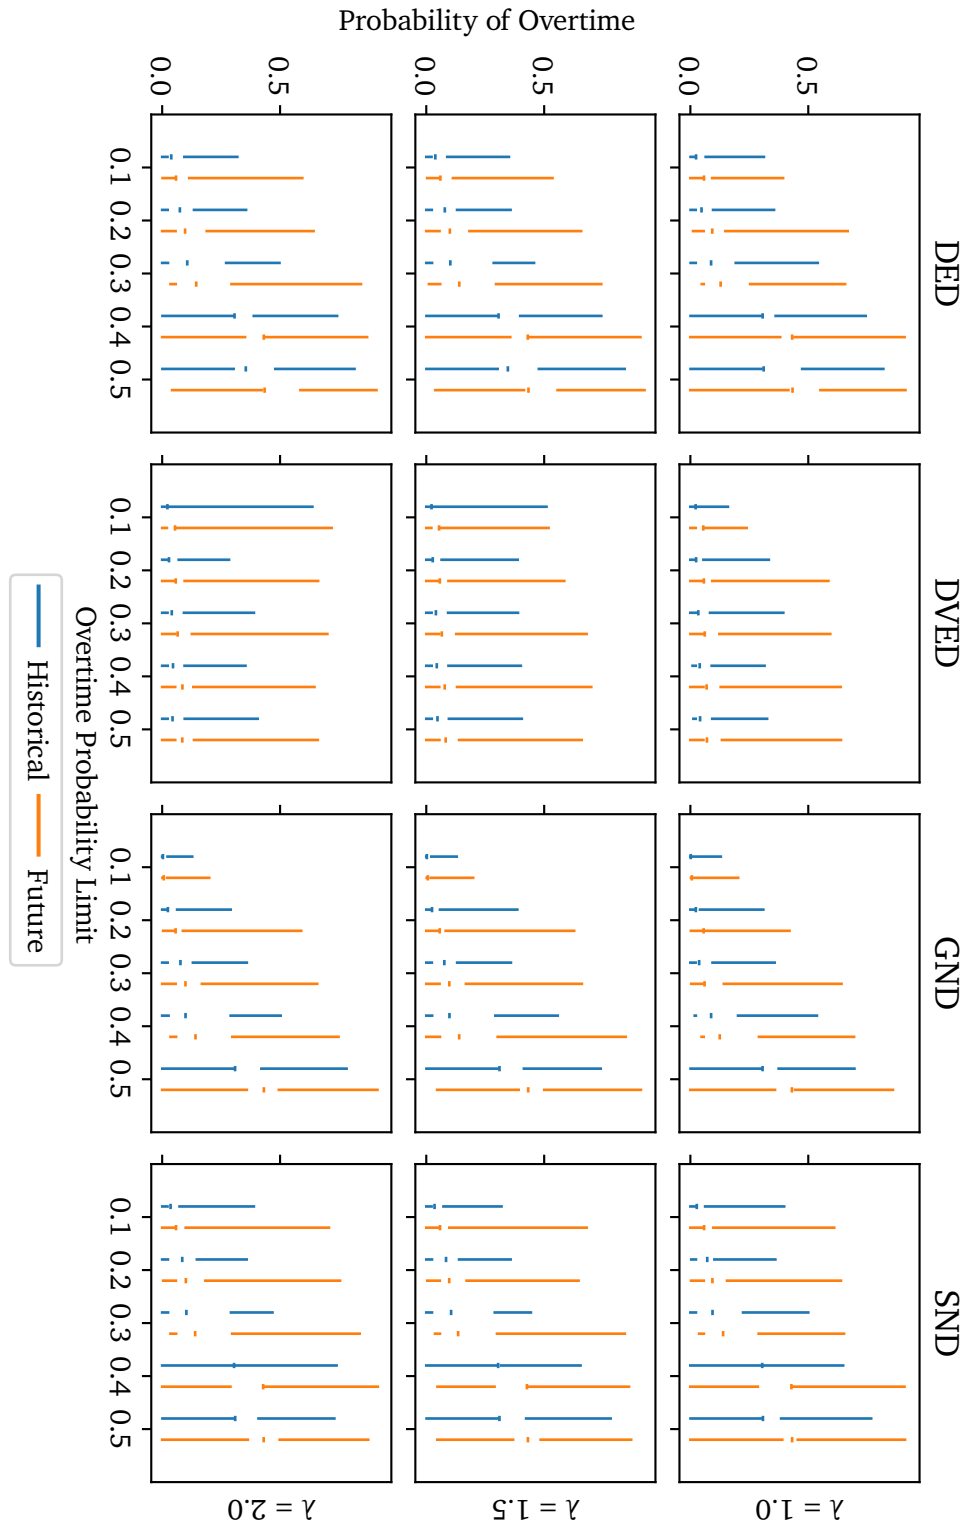 DED
DVED
GND
SND
Probability of Overtime
0.0
0.5
λ = 1.0
0.0
0.5
λ = 1.5
0.0
0.5
λ = 2.0
0.1 0.2 0.3 0.4 0.5
0.1 0.2 0.3 0.4 0.5
0.1 0.2 0.3 0.4 0.5
0.1 0.2 0.3 0.4 0.5
Overtime Probability Limit
Historical Future